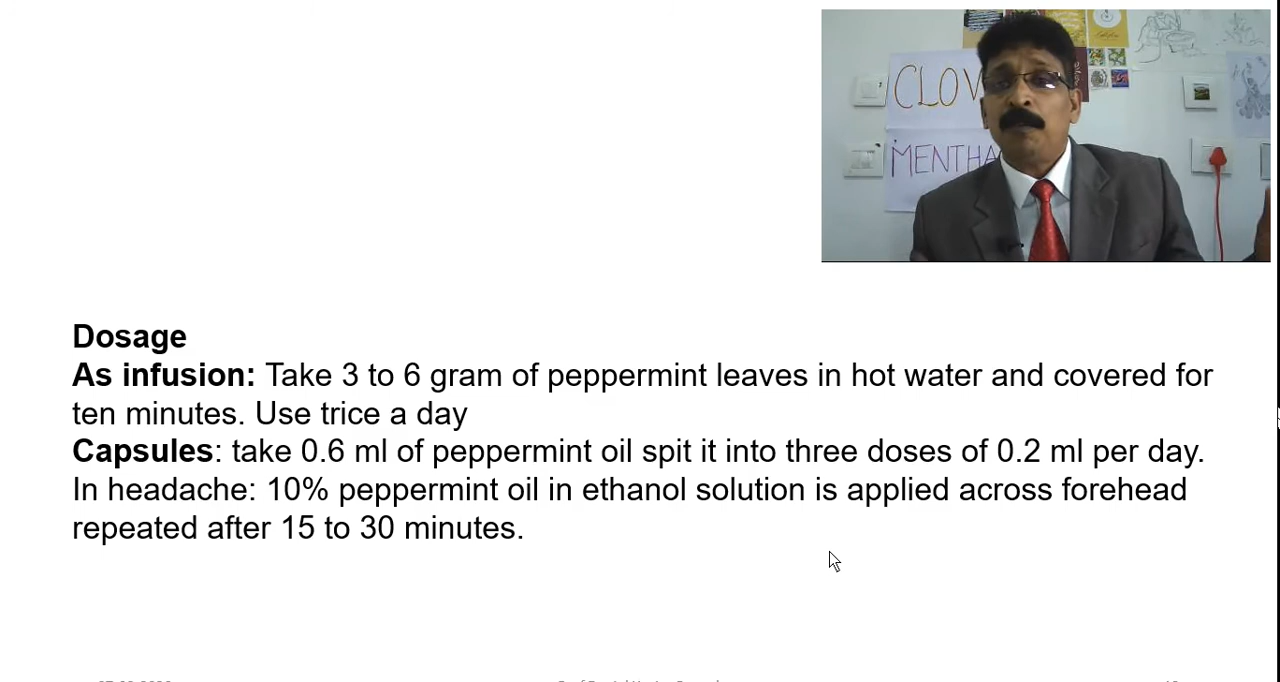 CLOV
MENTHA
Dosage
As infusion: Take 3 to 6 gram of peppermint leaves in hot water and covered for
ten minutes. Use trice a day
Capsules: take 0.6 ml of peppermint oil spit it into three doses of 0.2 ml per day.
In headache: 10% peppermint oil in ethanol solution is applied across forehead
repeated after 15 to 30 minutes.